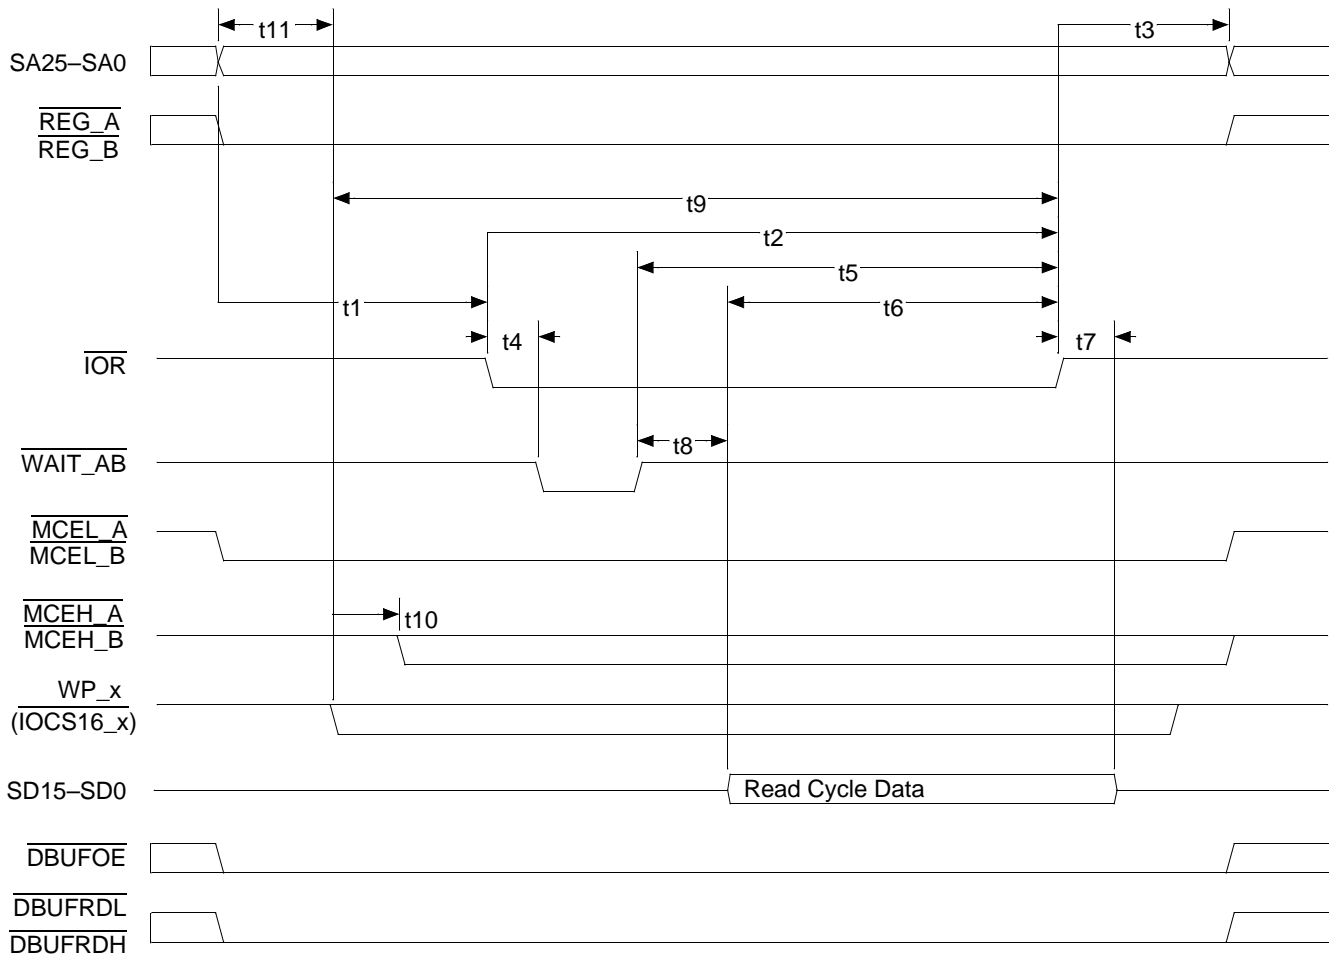 t11
t3
SA25–SA0
REG_A
REG_B
t9
t2
t5
t1
t6
t4
t7
IOR
t8
WAIT_AB
MCEL_A
MCEL_B
MCEH_A
t10
MCEH_B
WP_x
(IOCS16_x)
SD15–SD0
Read Cycle Data
DBUFOE
DBUFRDL
DBUFRDH